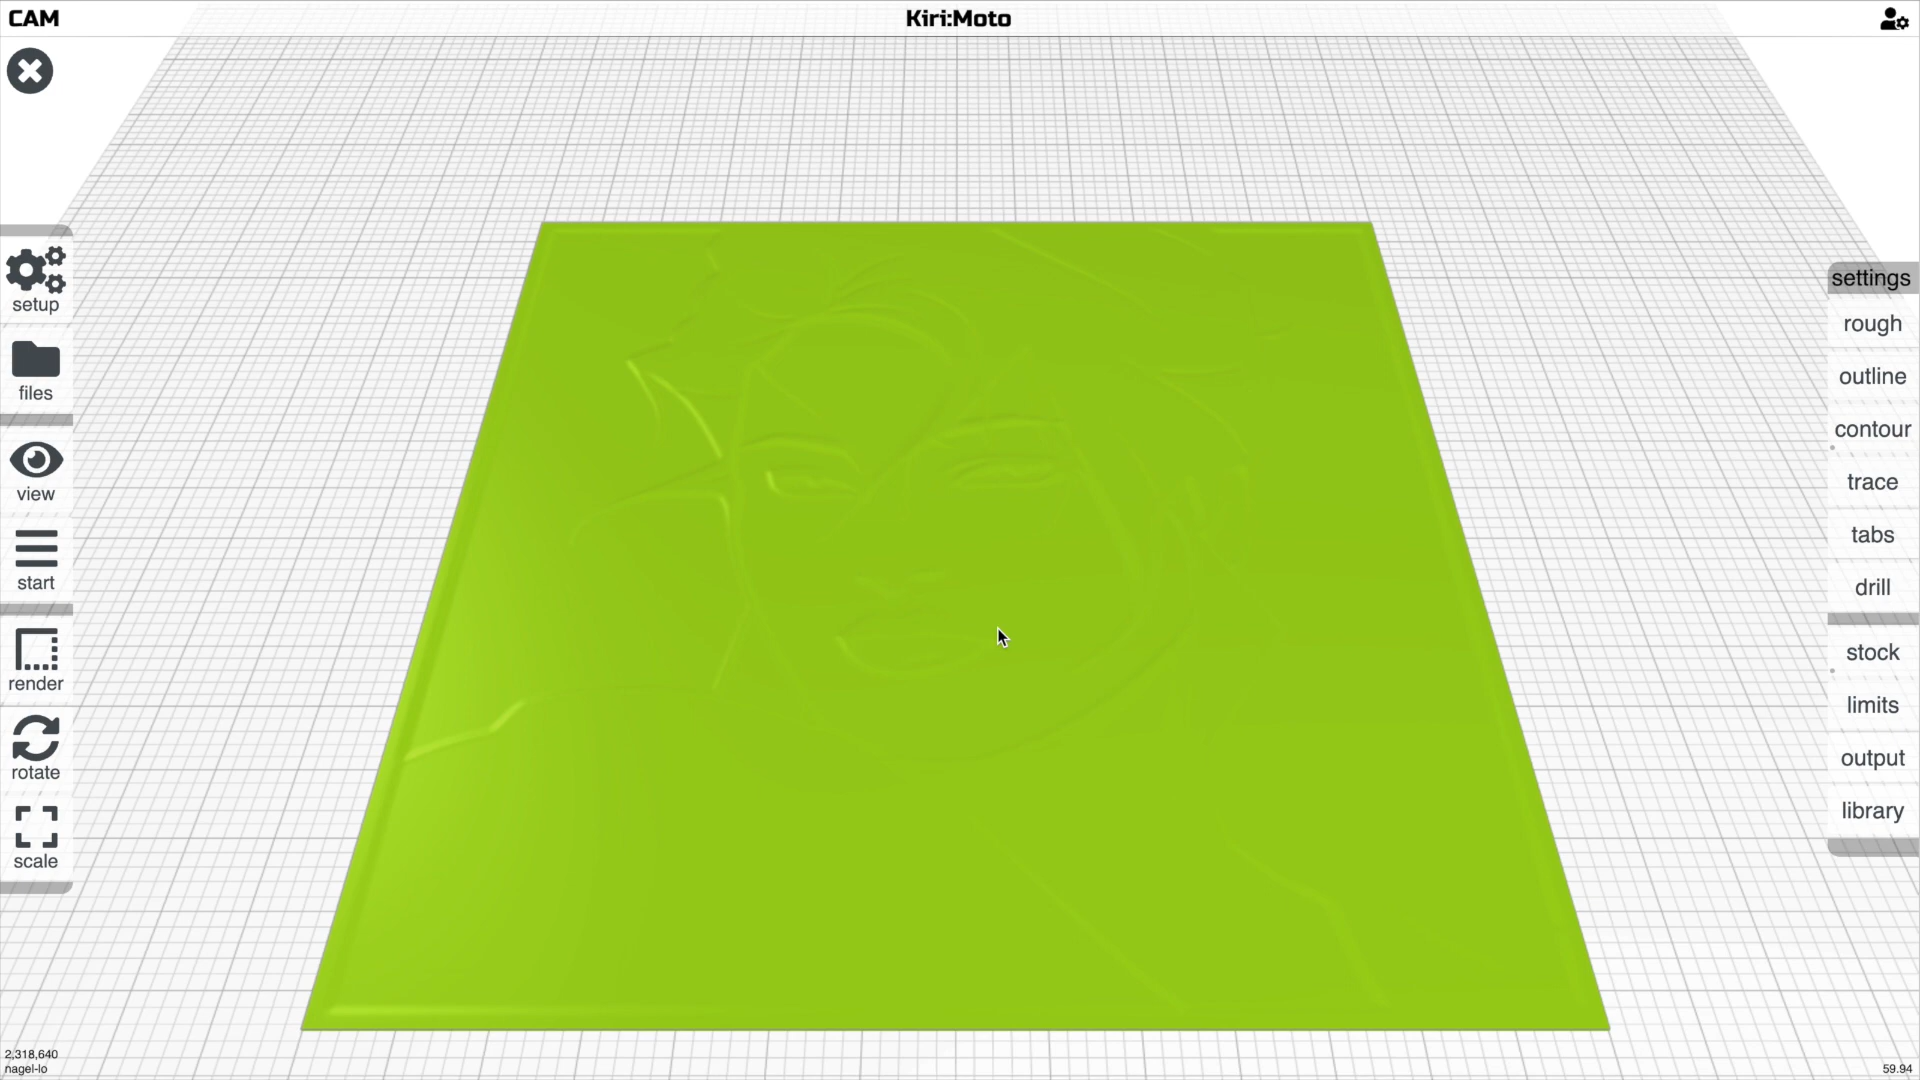 CAM
Kiri:Moto
setup
files
view
start
render
rotate
scale
settings
rough
outline
contour
trace
tabs
drill
stock
limits
output
library
2,318,640
nagel-lo
59.94